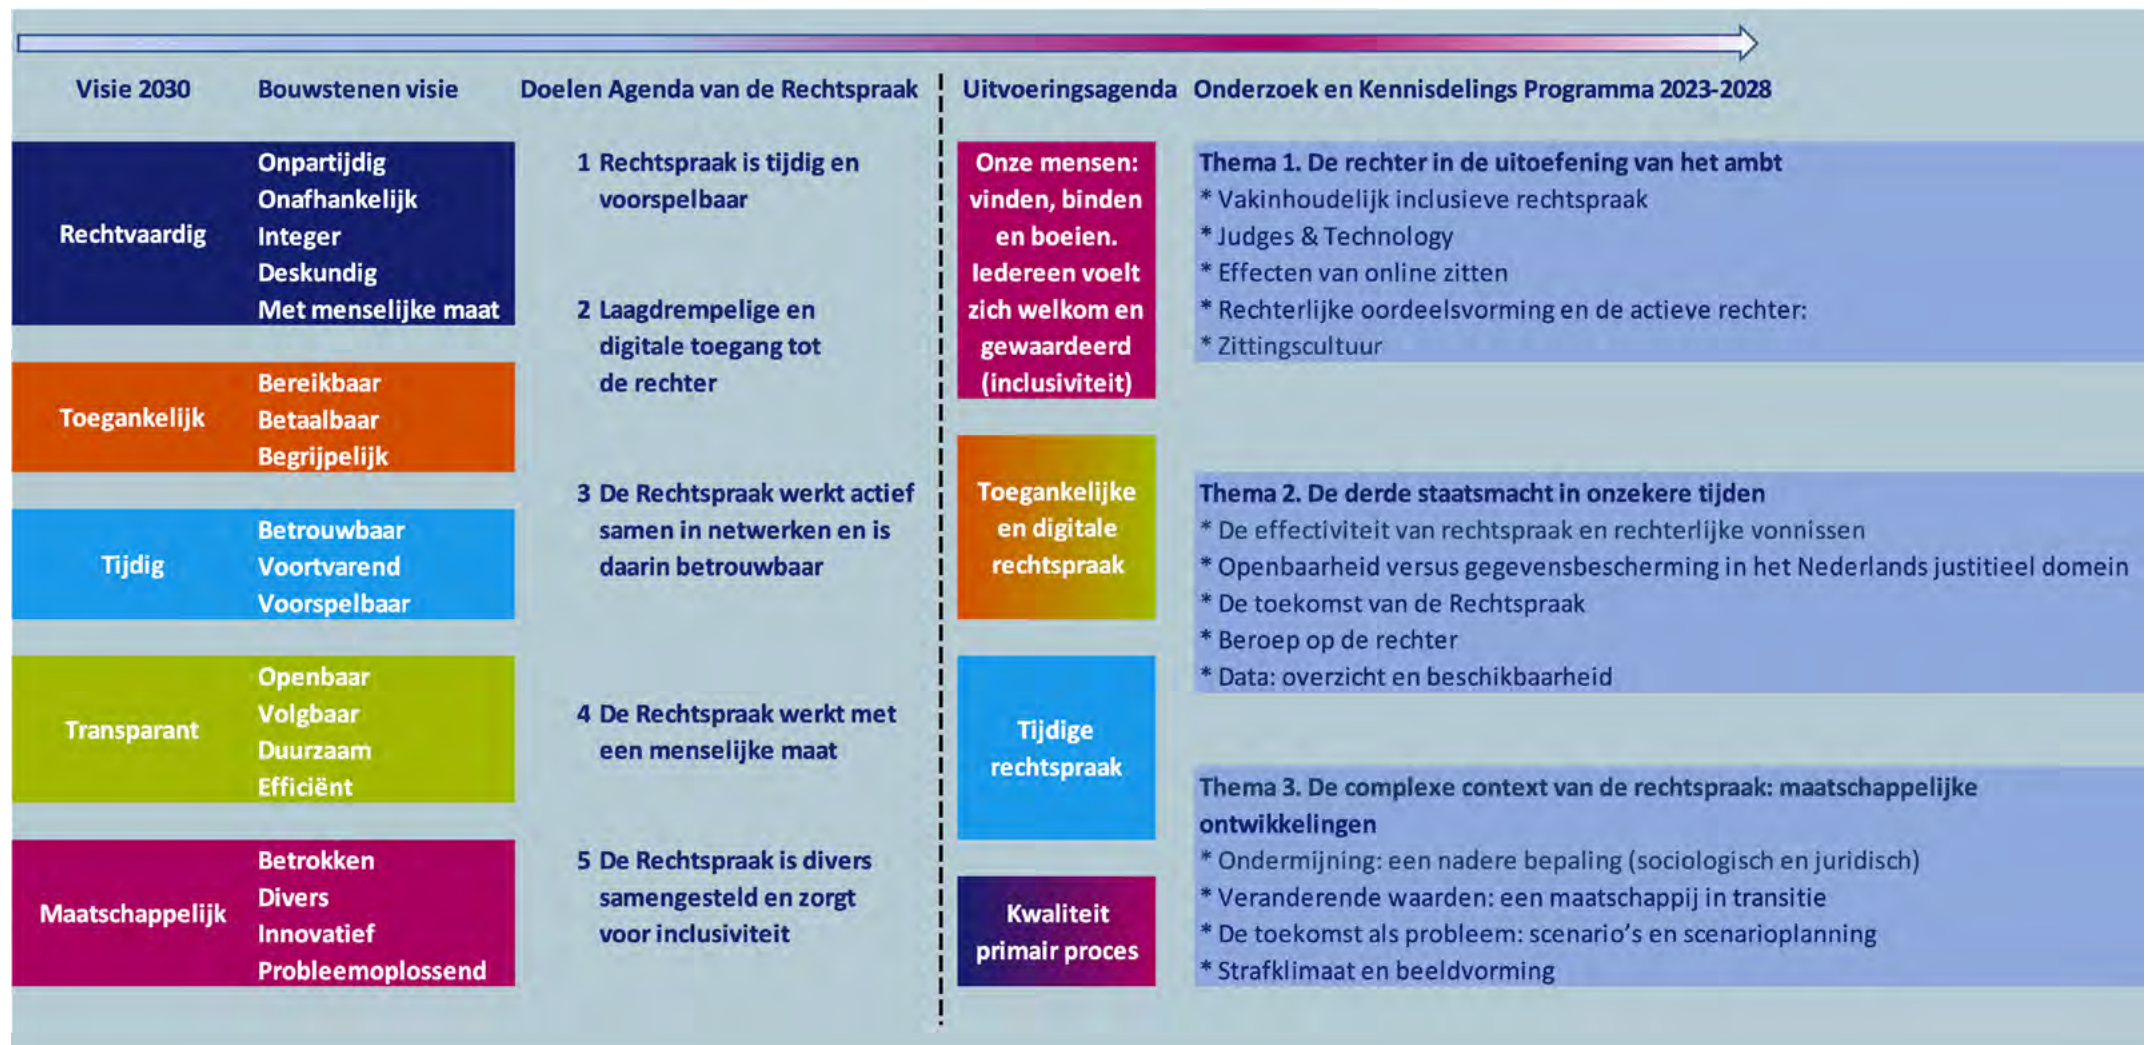 Visie 2030
Bouwstenen visie
Doelen Agenda van de Rechtspraak
Uitvoeringsagenda
Onderzoek en Kennisdelings Programma 2023-2028
Rechtvaardig
Onpartijdig
Onafhankelijk
Integer
Deskundig
Met menselijke maat
Toegankelijk
Bereikbaar
Betaalbaar
Begrijpelijk
Tijdig
Betrouwbaar
Voortvarend
Voorspelbaar
Transparant
Openbaar
Volgbaar
Duurzaam
Efficiënt
Maatschappelijk
Betrokken
Divers
Innovatief
Probleemoplossend
1 Rechtspraak is tijdig en
voorspelbaar
2 Laagdrempelige en
digitale toegang tot
de rechter
3 De Rechtspraak werkt actief
samen in netwerken en is
daarin betrouwbaar
4 De Rechtspraak werkt met
een menselijke maat
5 De Rechtspraak is divers
samengesteld en zorgt
voor inclusiviteit
Onze mensen:
vinden, binden
en boeien.
Iedereen voelt
zich welkom en
gewaardeerd
(inclusiviteit)
Toegankelijke
en digitale
rechtspraak
Tijdige
rechtspraak
Kwaliteit
primair proces
Thema 1. De rechter in de uitoefening van het ambt
* Vakinhoudelijk inclusieve rechtspraak
* Judges & Technology
* Effecten van online zitten
* Rechterlijke oordeelsvorming en de actieve rechter:
* Zittingscultuur
Thema 2. De derde staatsmacht in onzekere tijden
* De effectiviteit van rechtspraak en rechterlijke vonnissen
* Openbaarheid versus gegevensbescherming in het Nederlands justitieel domein
* De toekomst van de Rechtspraak
* Beroep op de rechter
* Data: overzicht en beschikbaarheid
Thema 3. De complexe context van de rechtspraak: maatschappelijke
ontwikkelingen
* Ondermijning: een nadere bepaling (sociologisch en juridisch)
* Veranderende waarden: een maatschappij in transitie
* De toekomst als probleem: scenario's en scenarioplanning
* Strafklimaat en beeldvorming